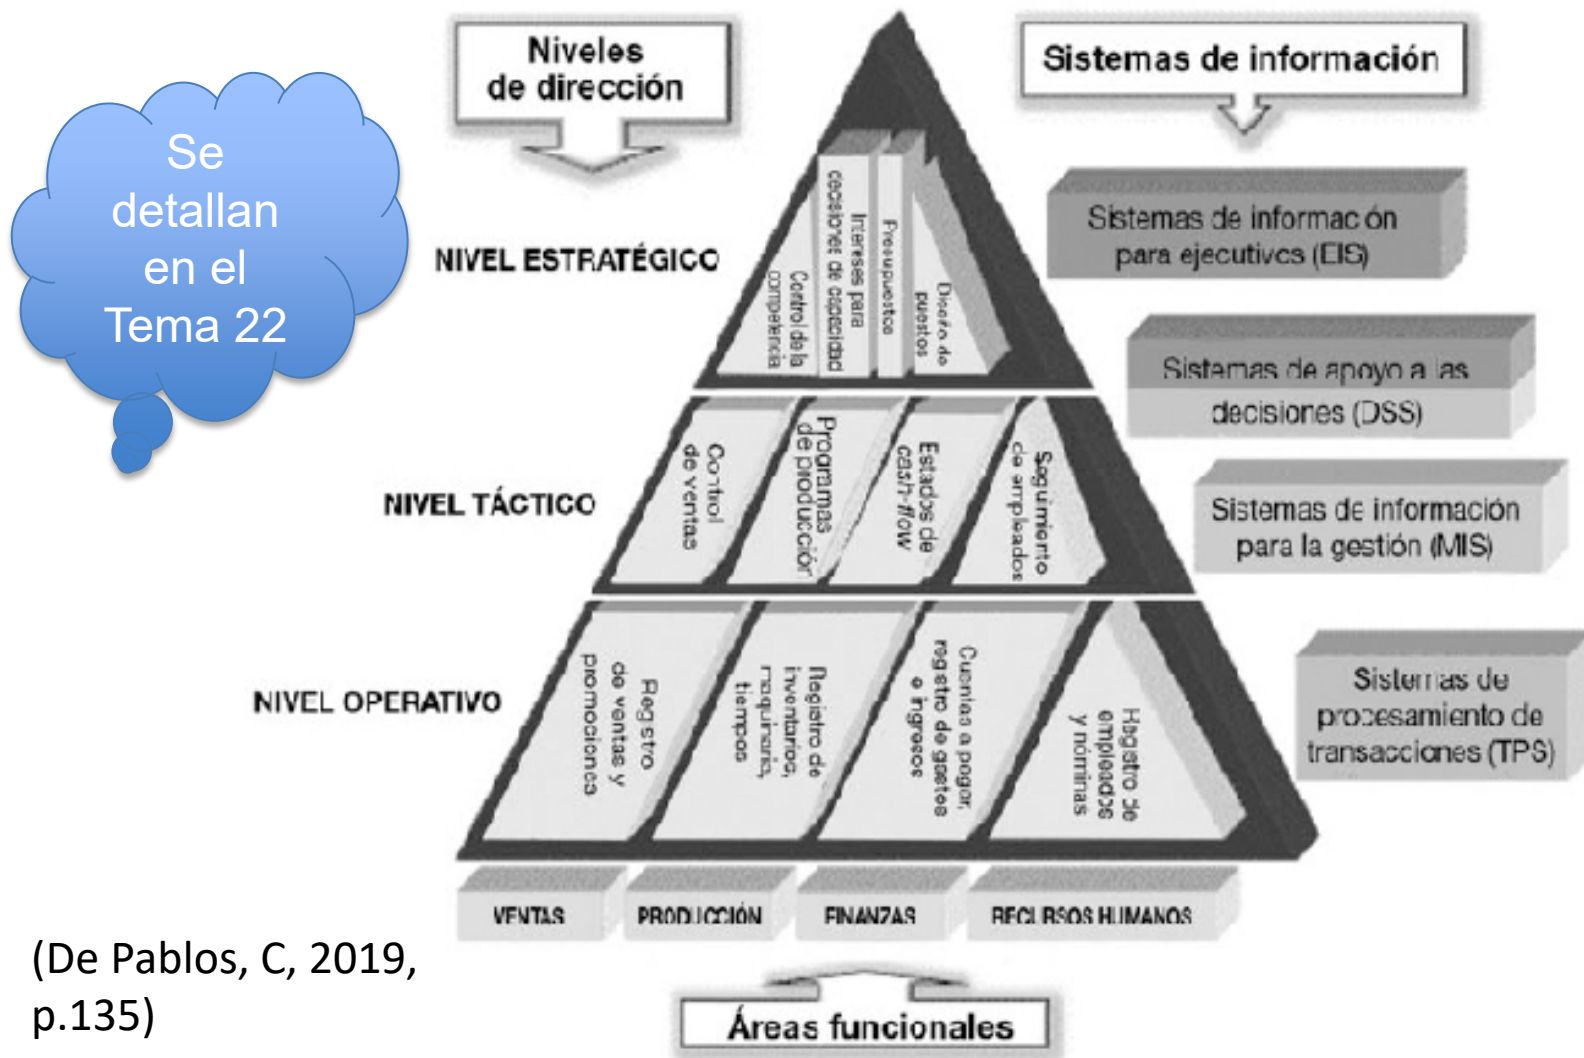 Niveles
de dirección
Sistemas de información
Se
detallan
en el
Tema 22
NIVEL ESTRATÉGICO
Control de la
competencia
Intereses para
decisiones de capacidad
Presupuestos
Diseño de
puestos
Sistemas de información
para ejecutivos (EIS)
Sistemas de apoyo a las
decisiones (DSS)
NIVEL TÁCTICO
Control
de ventas
Programas
de producción
Estados de
cash-flow
Seguimiento
de empleados
Sistemas de información
para la gestión (MIS)
NIVEL OPERATIVO
Registro
de ventas y
promociones
Registro de
inventarios,
maquinaria,
tiempos
Cuentas a pagar,
registro de gastos
e ingresos
Registro de
empleados
y nóminas
Sistemas de
procesamiento de
transacciones (TPS)
VENTAS
PRODUCCIÓN
FINANZAS
RECURSOS HUMANOS
Áreas funcionales
(De Pablos, C, 2019,
p.135)